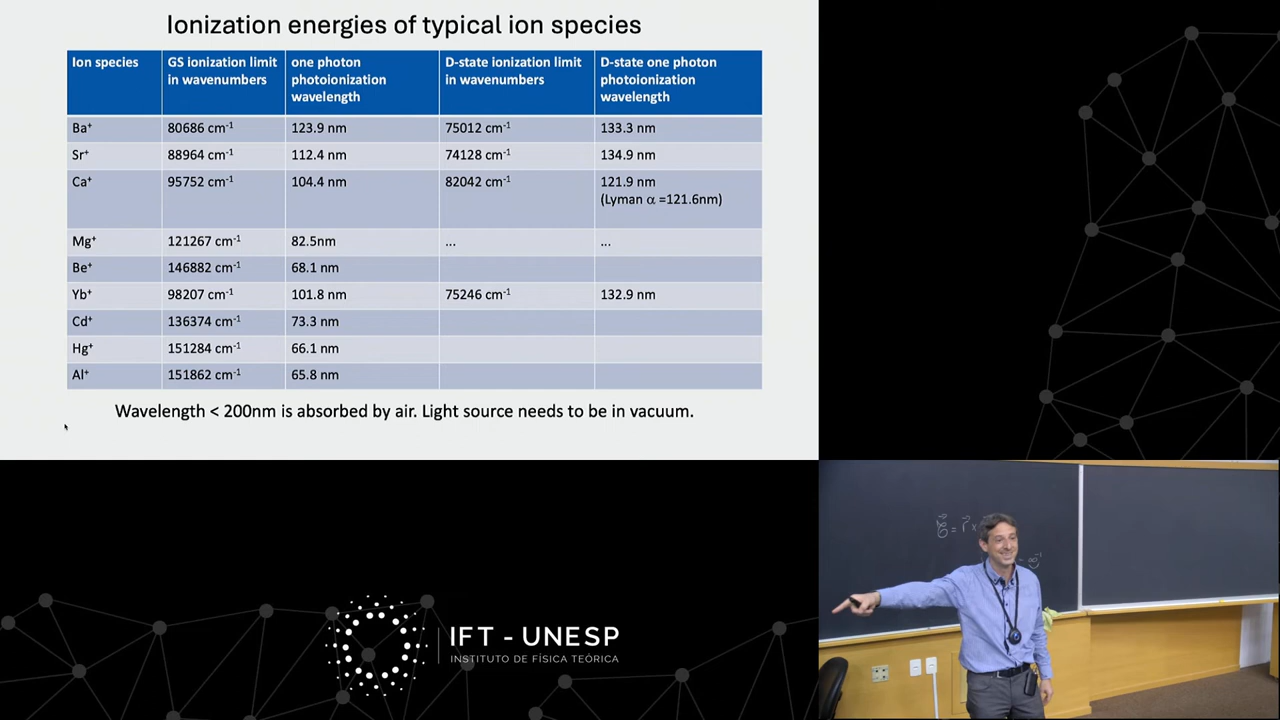 Ionization energies of typical ion species
Ion species | GS ionization limit in wavenumbers | one photon photoionization wavelength | D-state ionization limit in wavenumbers | D-state one photon photoionization wavelength
Ba⁺ | 80686 cm⁻¹ | 123.9 nm | 75012 cm⁻¹ | 133.3 nm
Sr⁺ | 88964 cm⁻¹ | 112.4 nm | 74128 cm⁻¹ | 134.9 nm
Ca⁺ | 95752 cm⁻¹ | 104.4 nm | 82042 cm⁻¹ | 121.9 nm
(Lyman α =121.6nm)
Mg⁺ | 121267 cm⁻¹ | 82.5nm | ... | ...
Be⁺ | 146882 cm⁻¹ | 68.1 nm
Yb⁺ | 98207 cm⁻¹ | 101.8 nm | 75246 cm⁻¹ | 132.9 nm
Cd⁺ | 136374 cm⁻¹ | 73.3 nm
Hg⁺ | 151284 cm⁻¹ | 66.1 nm
Al⁺ | 151862 cm⁻¹ | 65.8 nm
Wavelength < 200nm is absorbed by air. Light source needs to be in vacuum.
IFT - UNESP
INSTITUTO DE FÍSICA TEÓRICA